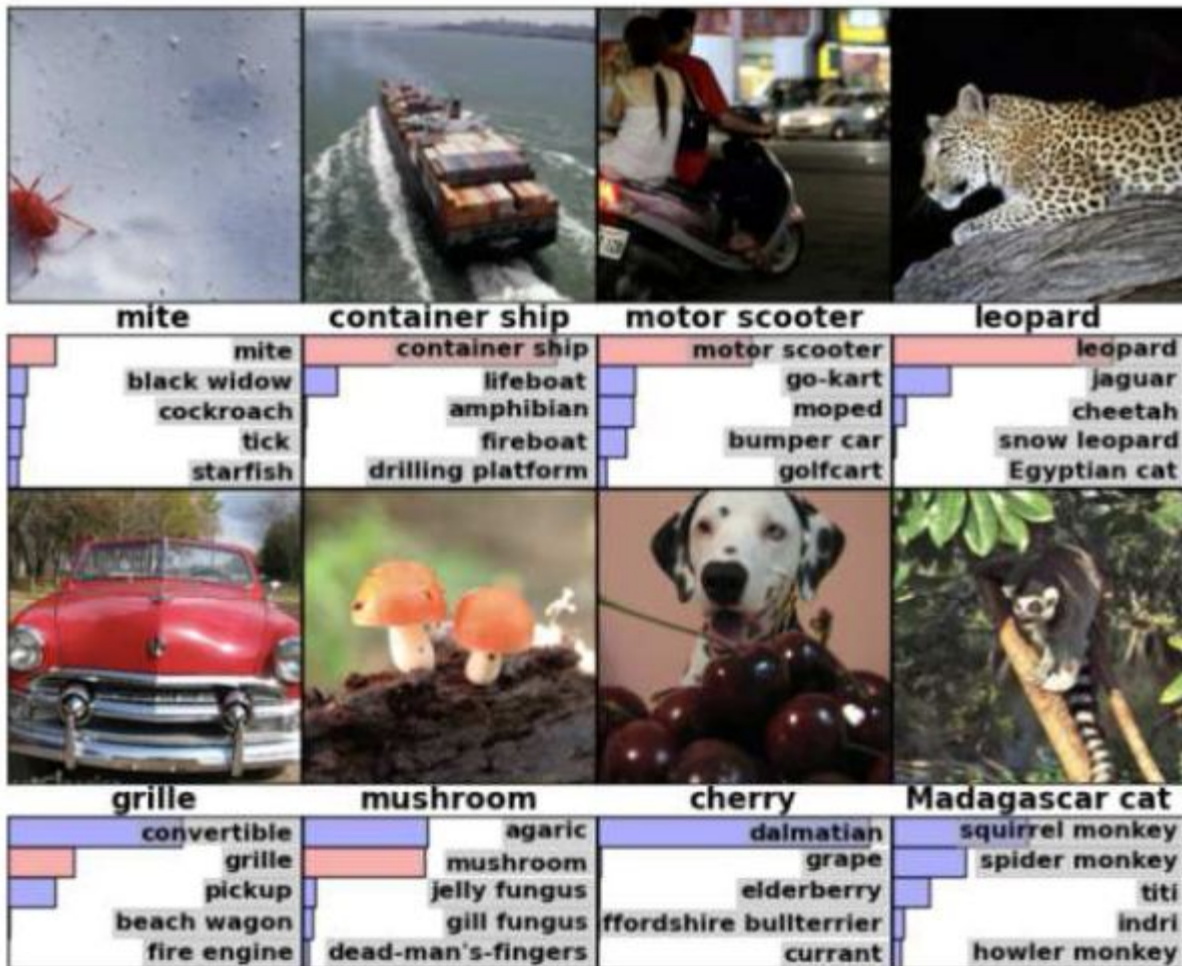 mite
container ship
motor scooter
leopard
mite
black widow
cockroach
tick
starfish
container ship
lifeboat
amphibian
fireboat
drilling platform
motor scooter
go-kart
moped
bumper car
golfcart
leopard
jaguar
cheetah
snow leopard
Egyptian cat
grille
mushroom
cherry
Madagascar cat
convertible
grille
pickup
beach wagon
fire engine
agaric
mushroom
jelly fungus
gill fungus
dead-man's-fingers
dalmatian
grape
elderberry
ffordshire bullterrier
currant
squirrel monkey
spider monkey
titi
indri
howler monkey